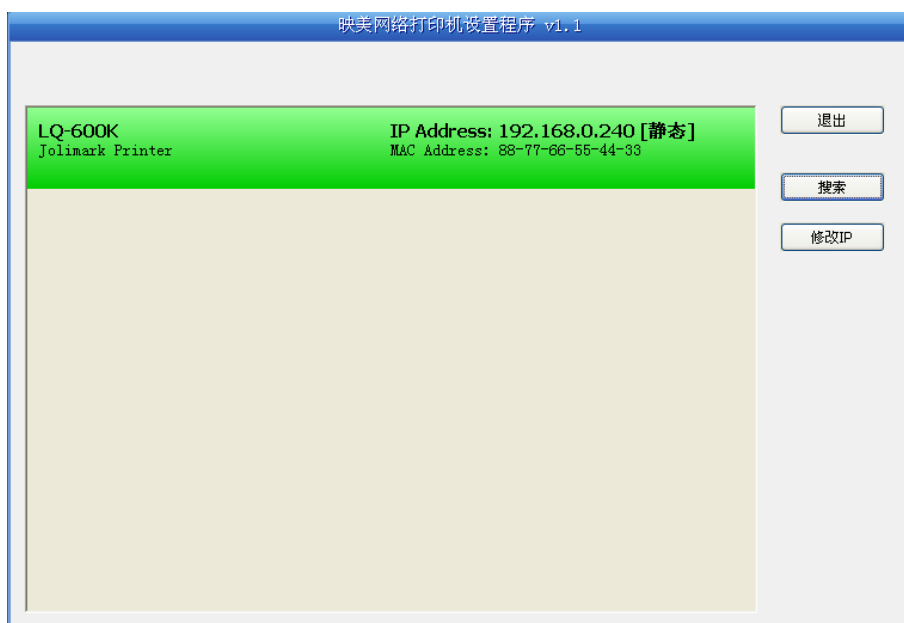 映美网络打印机设置程序 v1.1
LQ-600K
Jolimark Printer
IP Address: 192.168.0.240 [静态]
MAC Address: 88-77-66-55-44-33
退出
搜索
修改IP